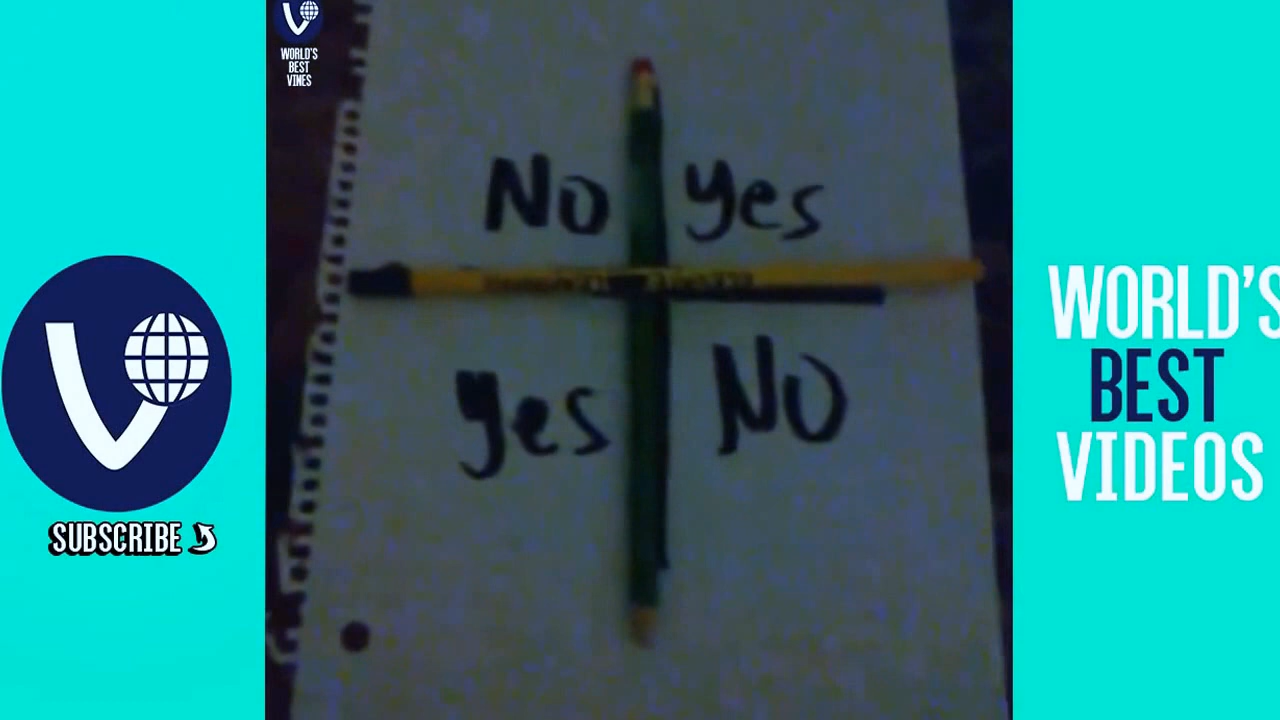 WORLD'S
BEST
VINES
No yes
yes NO
SUBSCRIBE
WORLD'S
BEST
VIDEOS